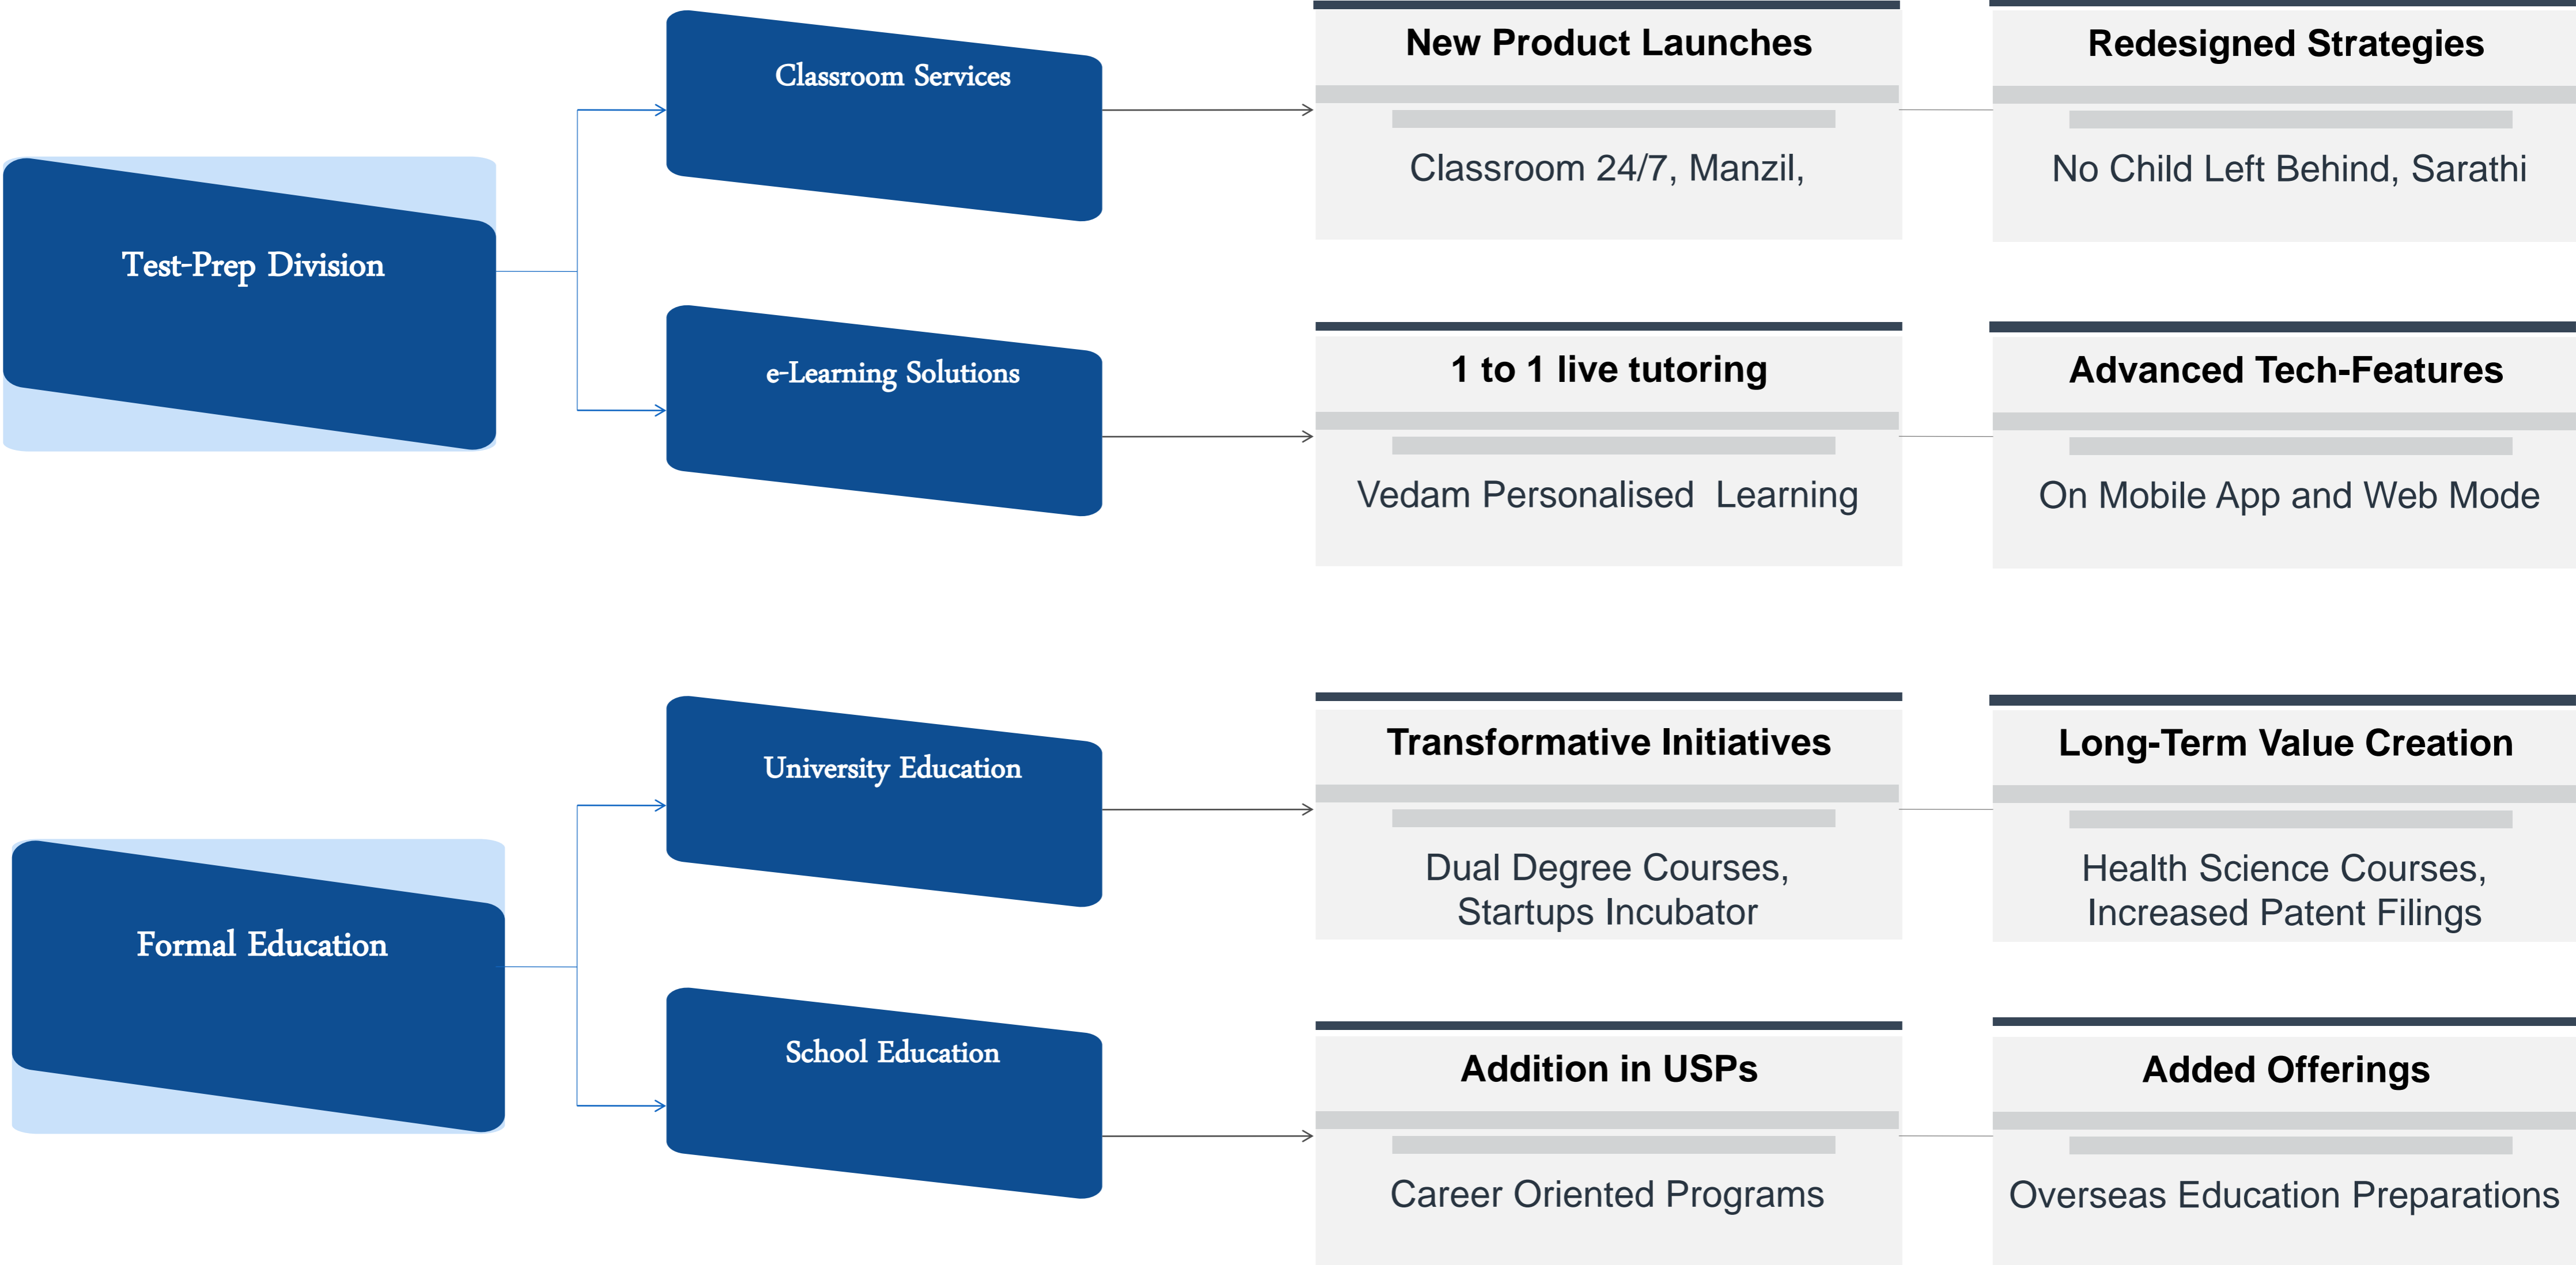 Test-Prep Division
Classroom Services
New Product Launches
Classroom 24/7, Manzil,
Redesigned Strategies
No Child Left Behind, Sarathi
e-Learning Solutions
1 to 1 live tutoring
Vedam Personalised  Learning
Advanced Tech-Features
On Mobile App and Web Mode
Formal Education
University Education
Transformative Initiatives
Dual Degree Courses,
Startups Incubator
Long-Term Value Creation
Health Science Courses,
Increased Patent Filings
School Education
Addition in USPs
Career Oriented Programs
Added Offerings
Overseas Education Preparations